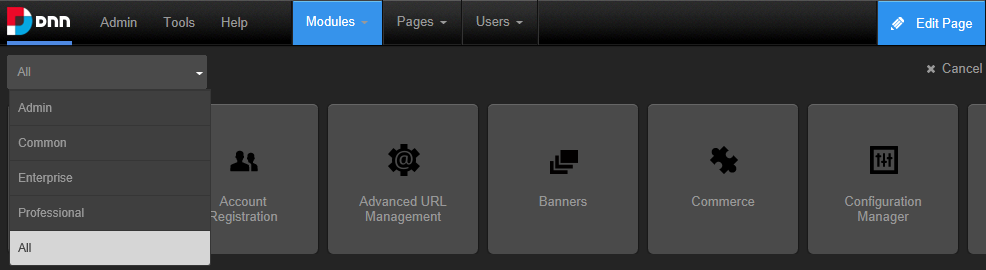 DNN Admin Tools Help Modules Pages Users Edit Page
All
Cancel
Admin
Common
Enterprise
Professional
All
Account
Registration
Advanced URL
Management
Banners
Commerce
Configuration
Manager